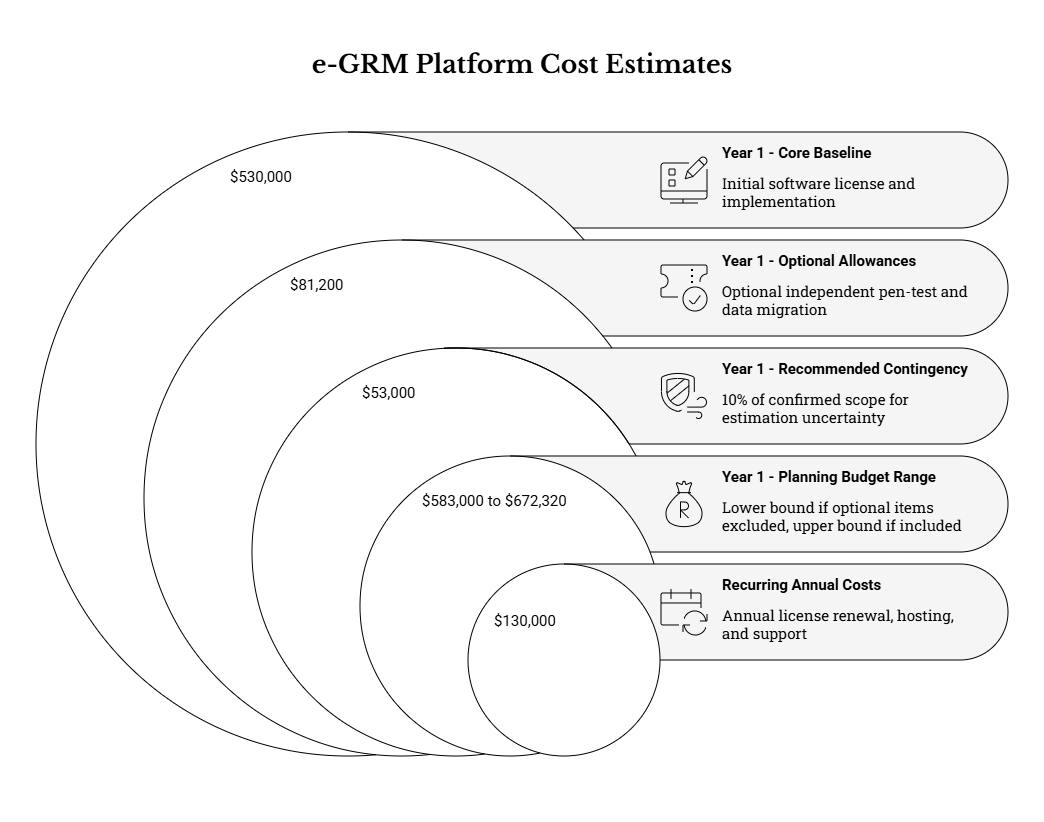 e-GRM Platform Cost Estimates
$530,000
Year 1 - Core Baseline
Initial software license and
implementation
$81,200
Year 1 - Optional Allowances
Optional independent pen-test and
data migration
$53,000
Year 1 - Recommended Contingency
10% of confirmed scope for
estimation uncertainty
$583,000 to $672,320
Year 1 - Planning Budget Range
R
Lower bound if optional items
excluded, upper bound if included
$130,000
Recurring Annual Costs
Annual license renewal, hosting,
and support